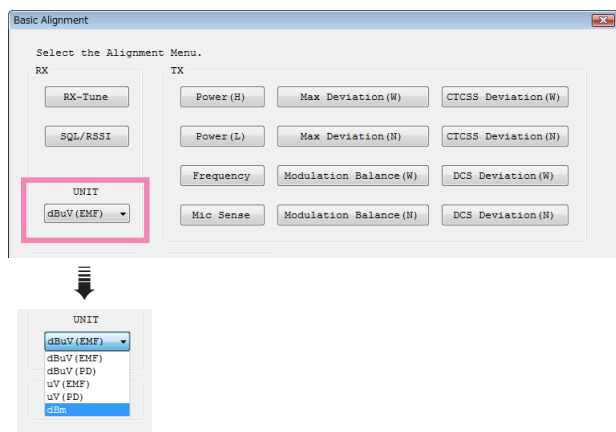 Basic Alignment
Select the Alignment Menu.
RX
TX
RX-Tune
Power(H)
Max Deviation(W)
CTCSS Deviation(W)
SQL/RSSI
Power(L)
Max Deviation(N)
CTCSS Deviation(N)
Frequency
Modulation Balance(W)
DCS Deviation(W)
UNIT
dBuV(EMF)
Mic Sense
Modulation Balance(N)
DCS Deviation(N)
UNIT
dBuV(EMF)
dBuV(EMF)
dBuV(PD)
uV(EMF)
uV(PD)
dBm